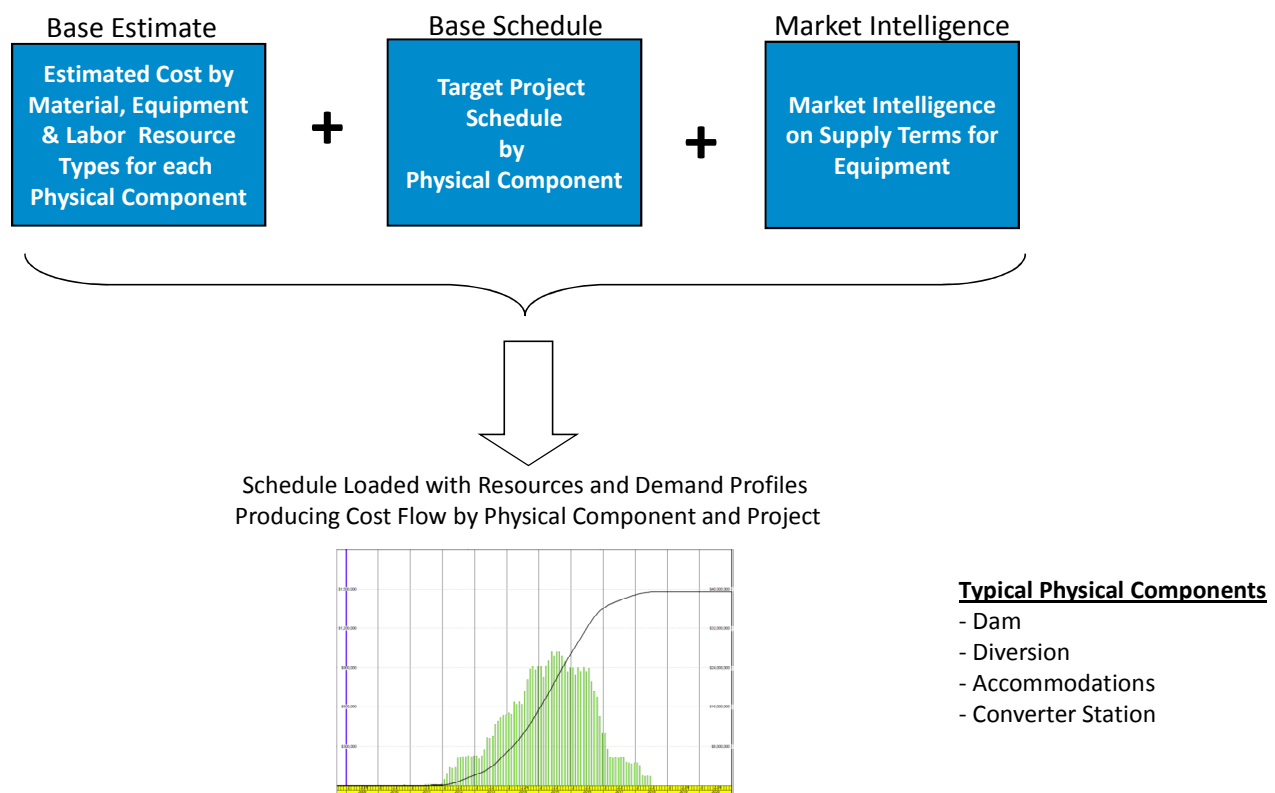 Base Estimate
Estimated Cost by
Material, Equipment
& Labor Resource
Types for each
Physical Component
+
Base Schedule
Target Project
Schedule
by
Physical Component
+
Market Intelligence
Market Intelligence
on Supply Terms for
Equipment
Schedule Loaded with Resources and Demand Profiles
Producing Cost Flow by Physical Component and Project
Typical Physical Components
- Dam
- Diversion
- Accommodations
- Converter Station